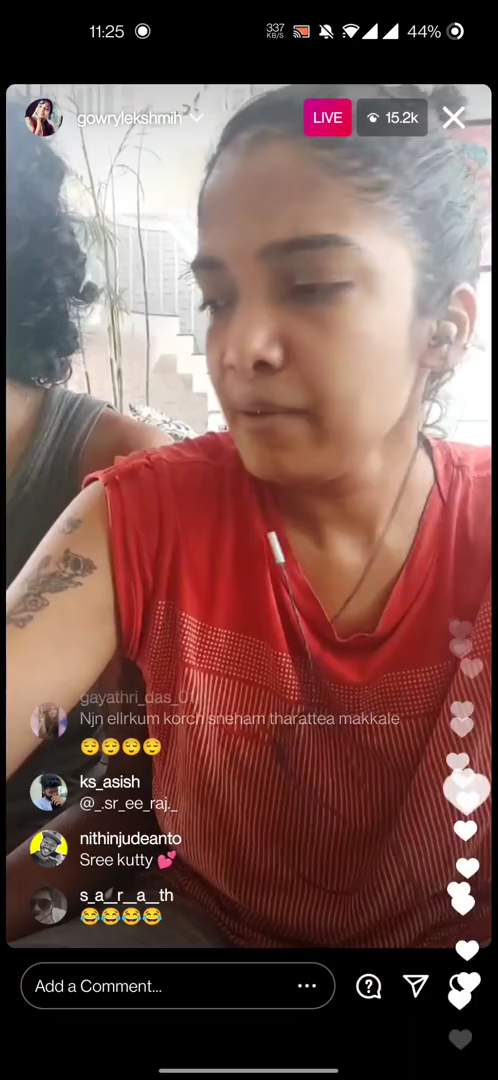 11:25
337
KB/S
44%
gowrylekshmih
LIVE
15.2k
gayathri_das_01
Njn ellrkum korch sneham tharattea makkale
😌😌😌😌
ks_asish
@_.sr_ee_raj._
nithinjudeanto
Sree kutty 💕
s_a__r__a__th
😂😂😂😂
Add a Comment...